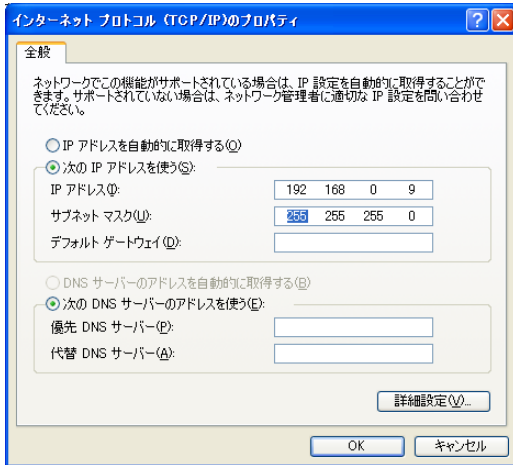 インターネット プロトコル (TCP/IP)のプロパティ
全般
ネットワークでこの機能がサポートされている場合は、IP 設定を自動的に取得することがで
きます。サポートされていない場合は、ネットワーク管理者に適切な IP 設定を問い合わせ
てください。
IP アドレスを自動的に取得する(O)
次の IP アドレスを使う(S):
IP アドレス(I): 192 168 0 9
サブネット マスク(U): 255 255 255 0
デフォルト ゲートウェイ(D):
DNS サーバーのアドレスを自動的に取得する(B)
次の DNS サーバーのアドレスを使う(E):
優先 DNS サーバー(P):
代替 DNS サーバー(A):
詳細設定(V)...
OK キャンセル